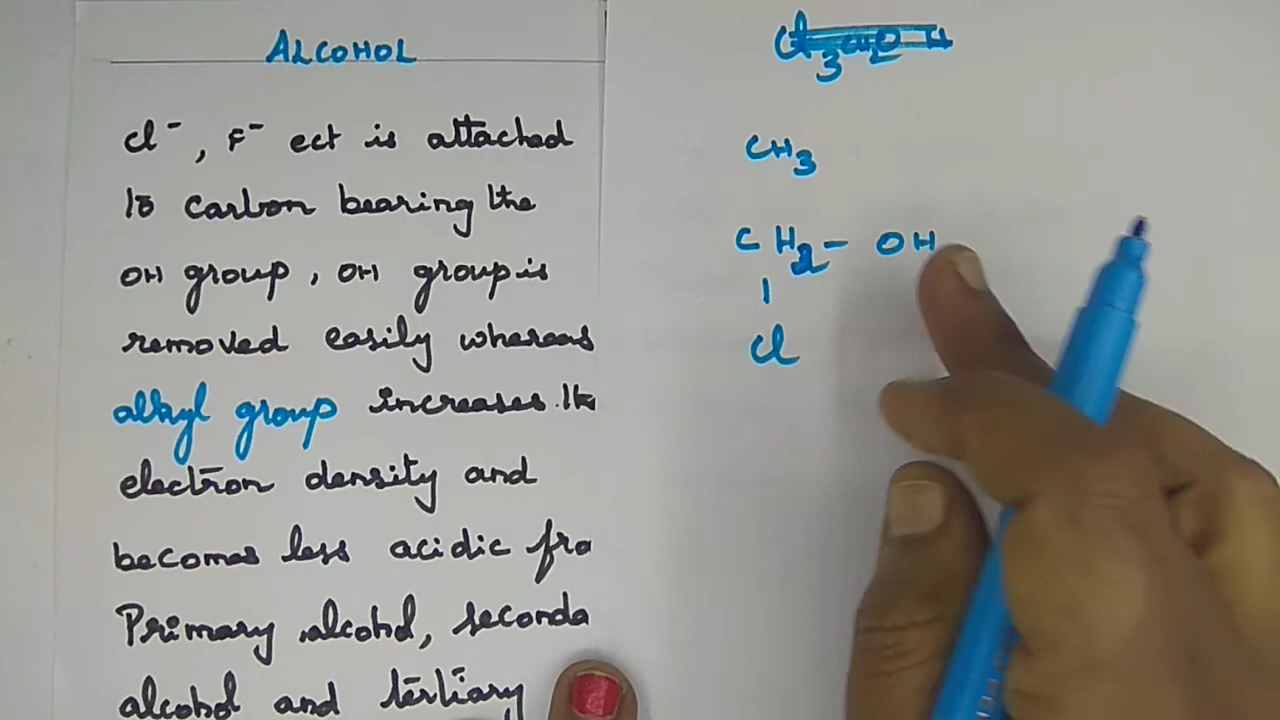 ALCOHOL
Cl⁻, F⁻ ect is attached
to carbon bearing the
OH group, OH group is
removed easily whereas
alkyl group increases the
electron density and
becomes less acidic fro
Primary alcohol, seconda
alcohol and tertiary
CH3
CH2 - OH
|
Cl